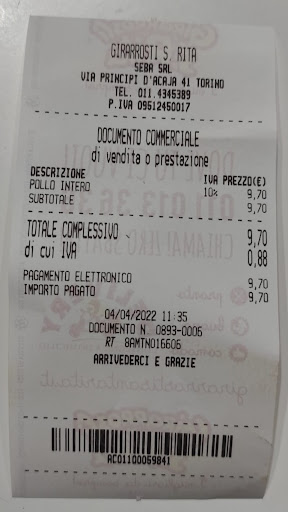 GIRARROSTI S. RITA
SEBA SRL
VIA PRINCIPI D'ACAJA 41 TORINO
TEL. 011.4345389
P.IVA 09512450017
DOCUMENTO COMMERCIALE
di vendita o prestazione
DESCRIZIONE IVA PREZZO(€)
POLLO INTERO 10% 9,70
SUBTOTALE 9,70
TOTALE COMPLESSIVO 9,70
di cui IVA 0,88
PAGAMENTO ELETTRONICO 9,70
IMPORTO PAGATO 9,70
04/04/2022 11:35
DOCUMENTO N. 0893-0006
RT 8AMTN016606
ARRIVEDERCI E GRAZIE
AC01100059841